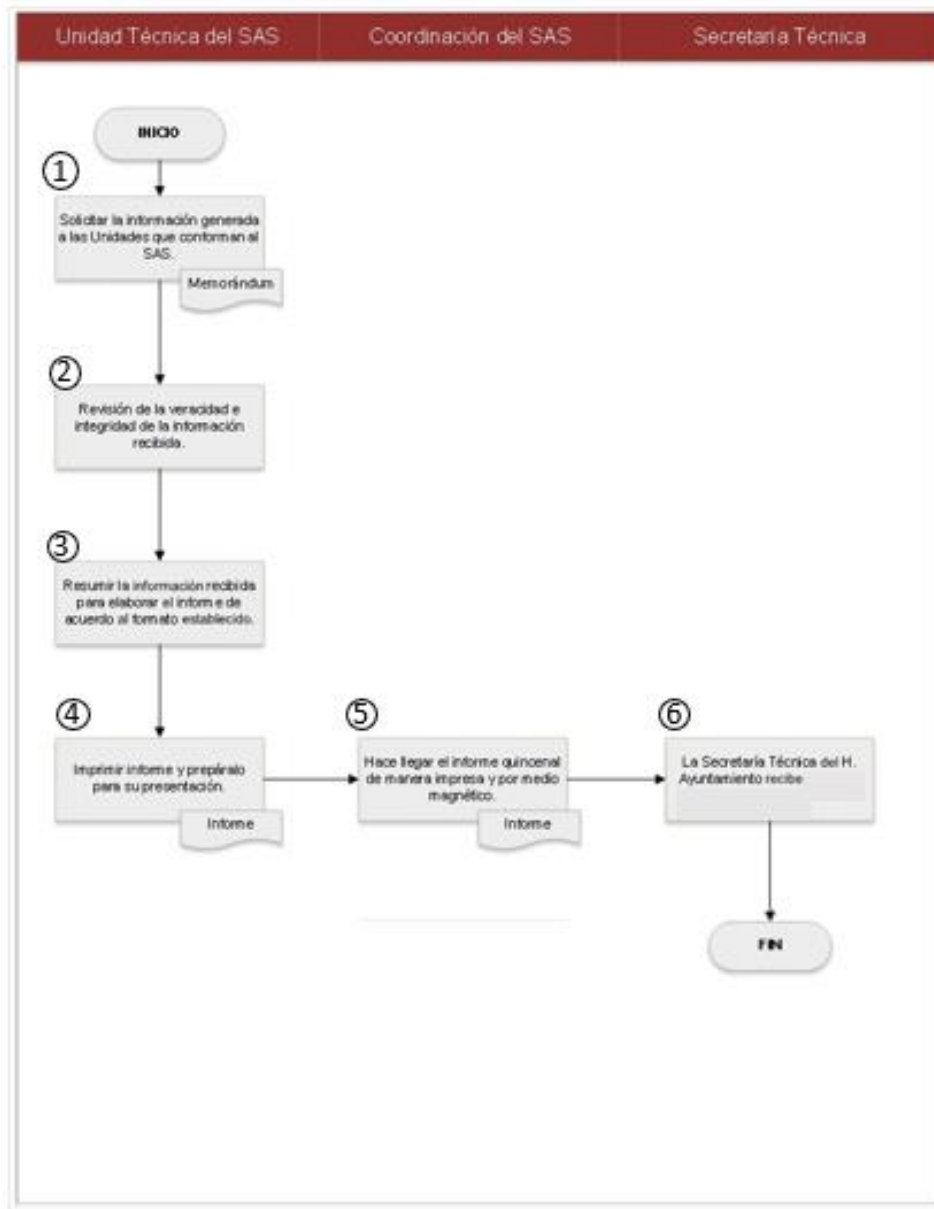 Unidad Técnica del SAS
Coordinación del SAS
Secretaría Técnica
INICIO
1
Solicitar la información generada
a las Unidades que conforman al
SAS.
Memorándum
2
Revisión de la veracidad e
integridad de la información
recibida.
3
Resumir la información recibida
para elaborar el informe de
acuerdo al formato establecido.
4
Imprimir informe y prepáralo
para su presentación.
Informe
5
Hace llegar el informe quincenal
de manera impresa y por medio
magnético.
Informe
6
La Secretaría Técnica del H.
Ayuntamiento recibe
FIN